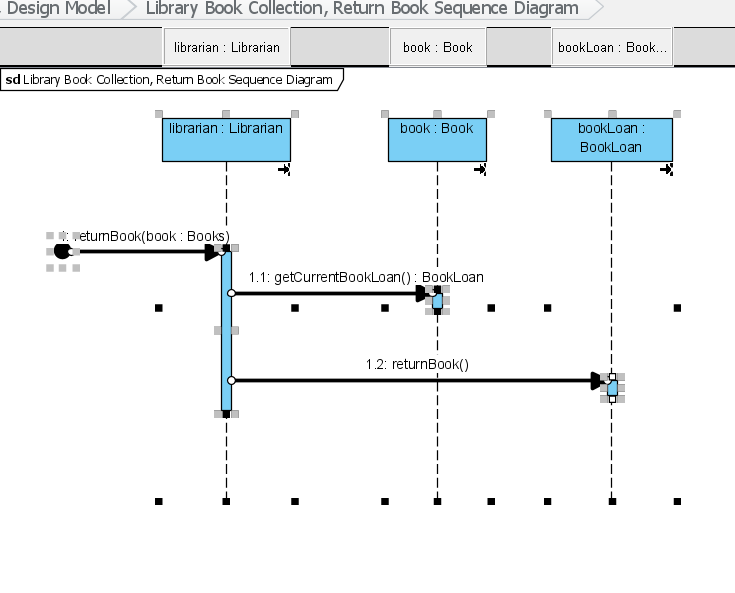 Design Model
Library Book Collection, Return Book Sequence Diagram
librarian : Librarian
book : Book
bookLoan : Book...
sd Library Book Collection, Return Book Sequence Diagram
librarian : Librarian
book : Book
bookLoan :
BookLoan
1: returnBook(book : Books)
1.1: getCurrentBookLoan() : BookLoan
1.2: returnBook()